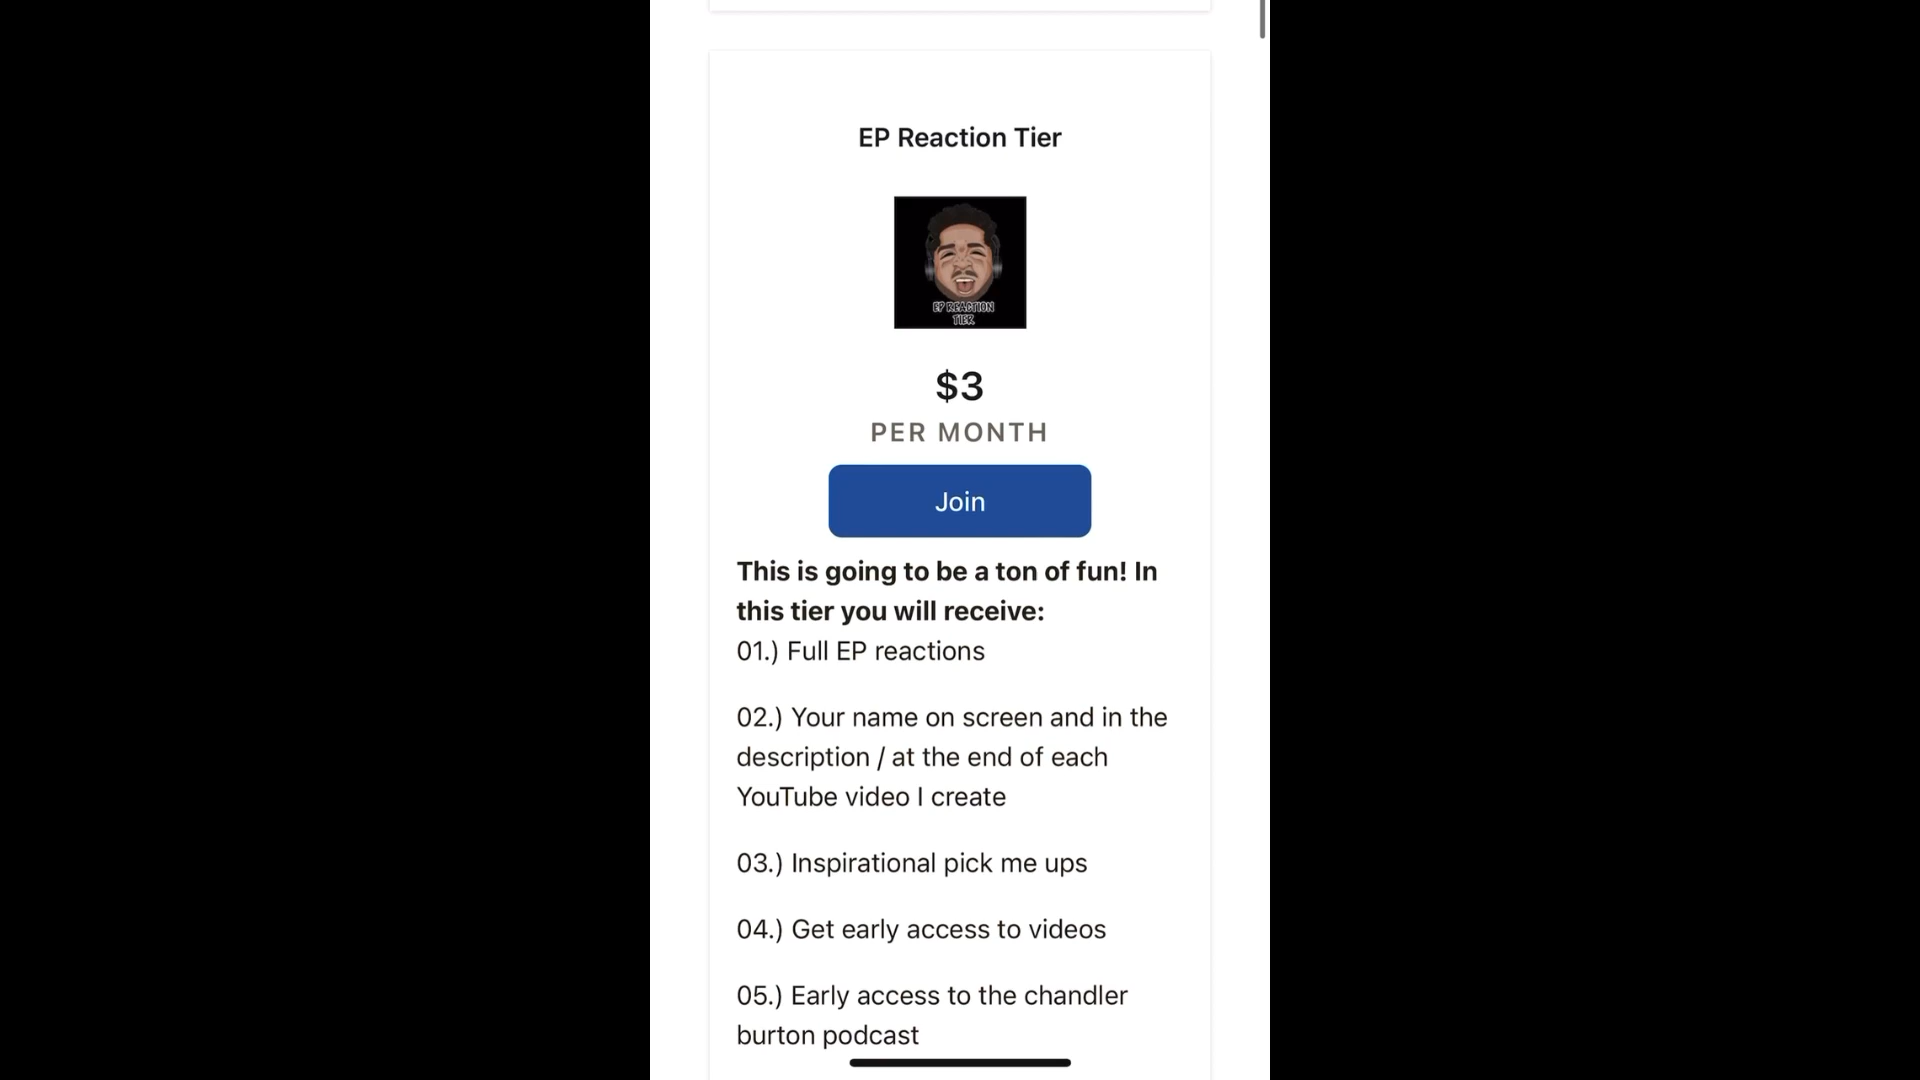 EP Reaction Tier
EP REACTION
TIER
$3
PER MONTH
Join
This is going to be a ton of fun! In
this tier you will receive:
01.) Full EP reactions
02.) Your name on screen and in the
description / at the end of each
YouTube video I create
03.) Inspirational pick me ups
04.) Get early access to videos
05.) Early access to the chandler
burton podcast